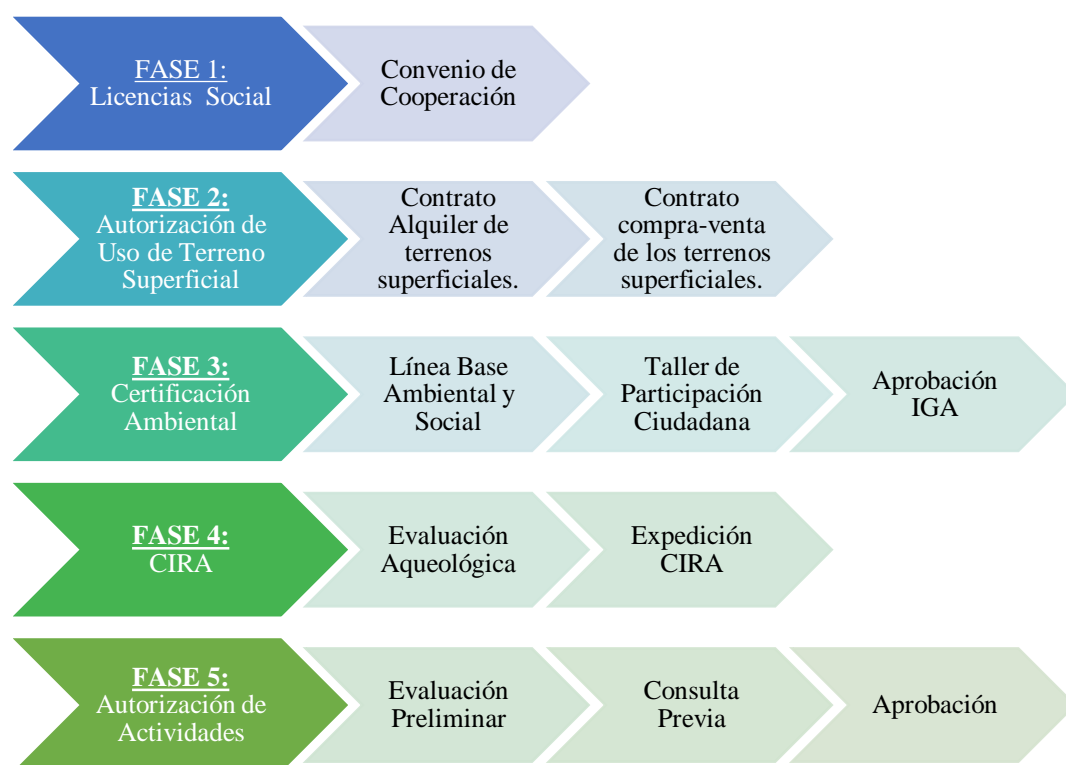 FASE 1:
Licencias Social
Convenio de
Cooperación
FASE 2:
Autorización de
Uso de Terreno
Superficial
Contrato
Alquiler de
terrenos
superficiales.
Contrato
compra-venta
de los terrenos
superficiales.
FASE 3:
Certificación
Ambiental
Línea Base
Ambiental y
Social
Taller de
Participación
Ciudadana
Aprobación
IGA
FASE 4:
CIRA
Evaluación
Aqueológica
Expedición
CIRA
FASE 5:
Autorización de
Actividades
Evaluación
Preliminar
Consulta
Previa
Aprobación